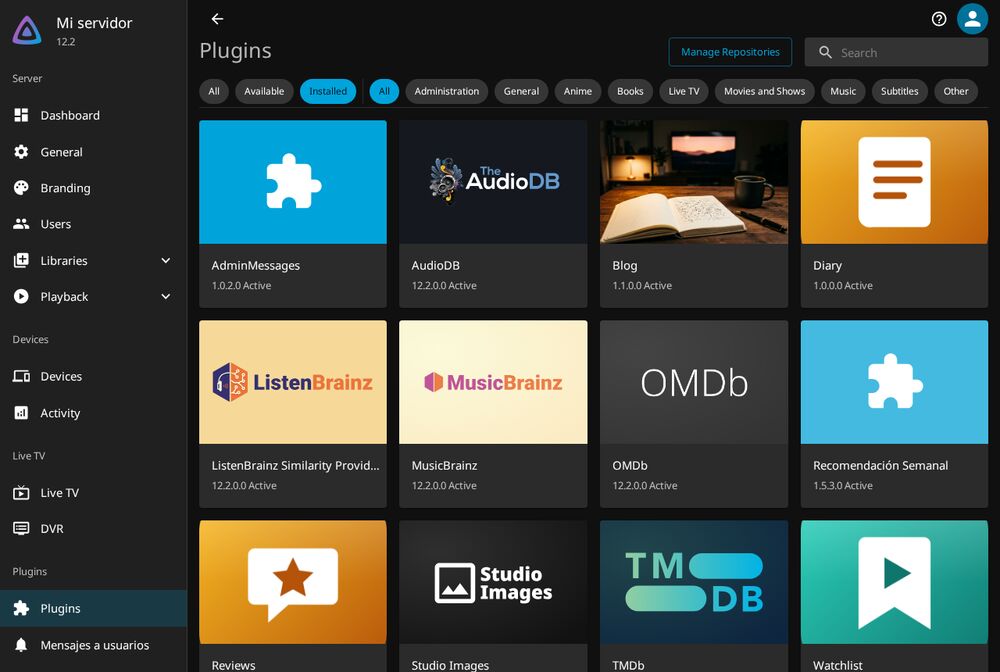 Mi servidor
12.2
Server
Dashboard
General
Branding
Users
Libraries
Playback
Devices
Devices
Activity
Live TV
Live TV
DVR
Plugins
Plugins
Mensajes a usuarios
Plugins
Manage Repositories
Search
All
Available
Installed
All
Administration
General
Anime
Books
Live TV
Movies and Shows
Music
Subtitles
Other
The
AudioDB
AdminMessages
1.0.2.0 Active
AudioDB
12.2.0.0 Active
Blog
1.1.0.0 Active
Diary
1.0.0.0 Active
ListenBrainz
MusicBrainz
OMDb
ListenBrainz Similarity Provid...
12.2.0.0 Active
MusicBrainz
12.2.0.0 Active
OMDb
12.2.0.0 Active
Recomendación Semanal
1.5.3.0 Active
Studio
Images
TM
DB
Reviews
Studio Images
TMDb
Watchlist